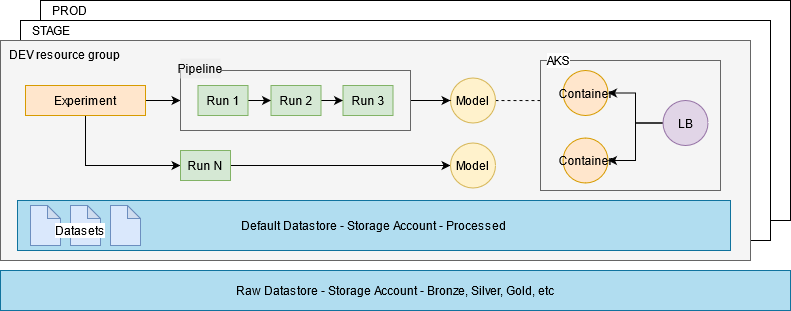 PROD
STAGE
DEV resource group
Pipeline
AKS
Experiment
Run 1
Run 2
Run 3
Model
Container
LB
Run N
Model
Container
Datasets
Default Datastore - Storage Account - Processed
Raw Datastore - Storage Account - Bronze, Silver, Gold, etc